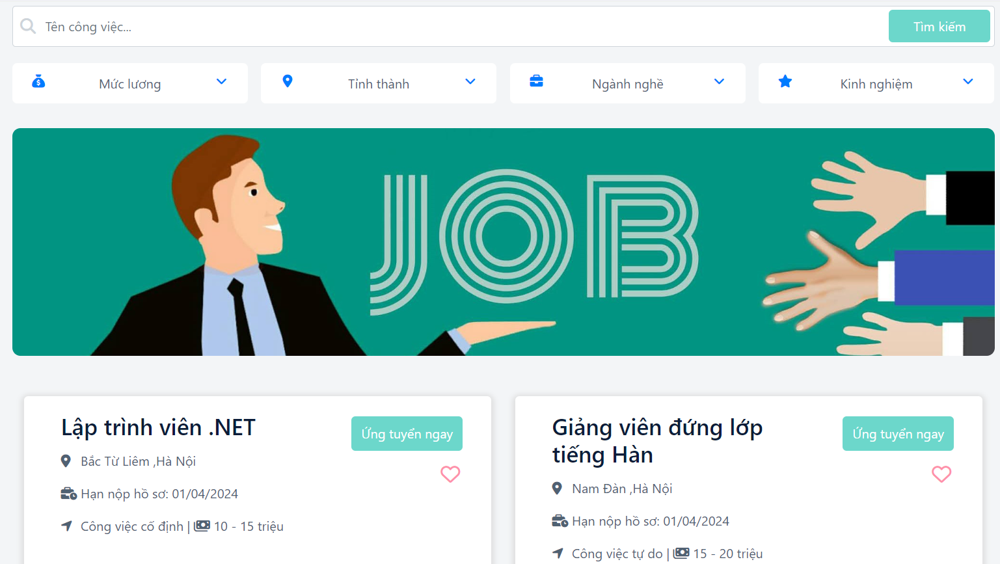 Tên công việc...
Tìm kiếm
Mức lương
Tỉnh thành
Ngành nghề
Kinh nghiệm
JOB
Lập trình viên .NET
Ứng tuyển ngay
Bắc Từ Liêm ,Hà Nội
Hạn nộp hồ sơ: 01/04/2024
Công việc cố định | 10 - 15 triệu
Giảng viên đứng lớp
tiếng Hàn
Ứng tuyển ngay
Nam Đàn ,Hà Nội
Hạn nộp hồ sơ: 01/04/2024
Công việc tự do | 15 - 20 triệu